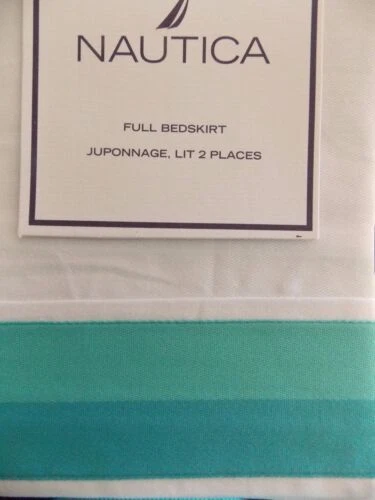 NAUTICA
FULL BEDSKIRT
JUPONNAGE, LIT 2 PLACES